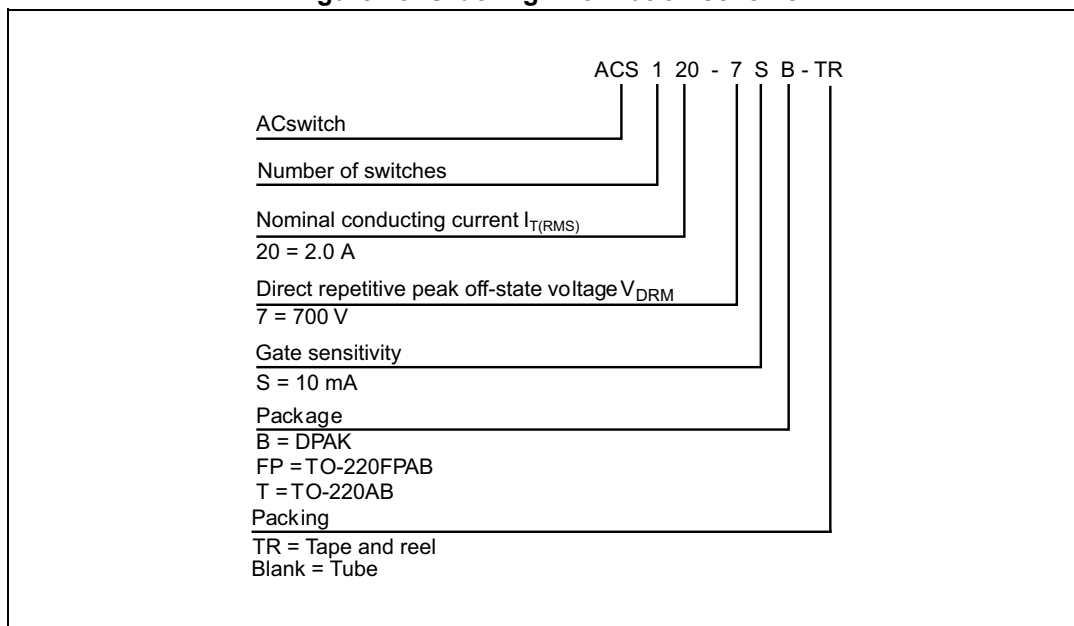 ACS 1 20 - 7 S B - TR
ACswitch
Number of switches
Nominal conducting current IT(RMS)
20 = 2.0 A
Direct repetitive peak off-state voltage VDRM
7 = 700 V
Gate sensitivity
S = 10 mA
Package
B = DPAK
FP = TO-220FPAB
T = TO-220AB
Packing
TR = Tape and reel
Blank = Tube